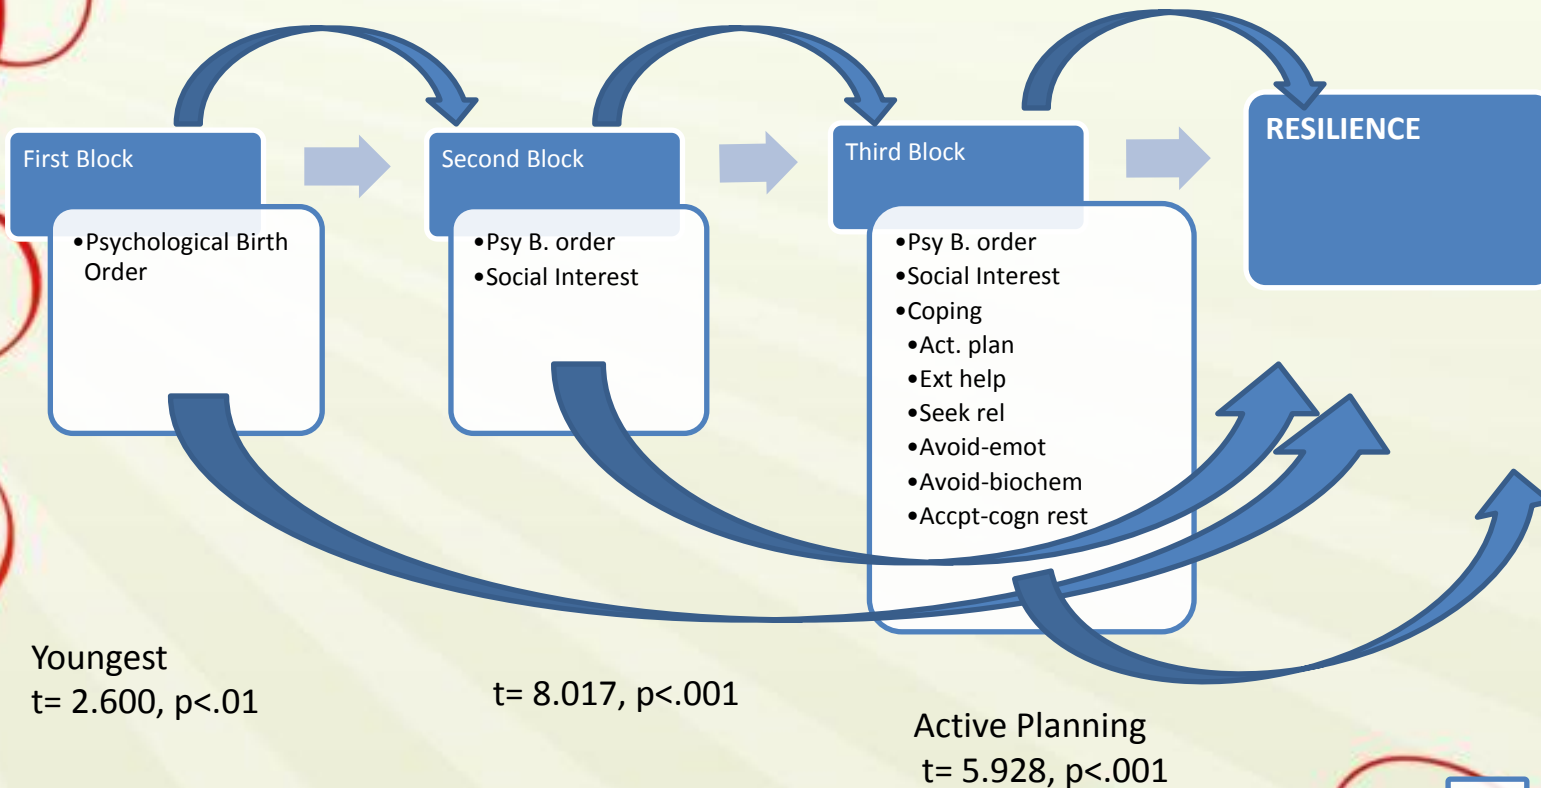 First Block
•Psychological Birth
Order
Second Block
•Psy B. order
•Social Interest
Third Block
•Psy B. order
•Social Interest
•Coping
•Act. plan
•Ext help
•Seek rel
•Avoid-emot
•Avoid-biochem
•Accpt-cogn rest
RESILIENCE
Youngest
t= 2.600, p<.01
t= 8.017, p<.001
Active Planning
t= 5.928, p<.001